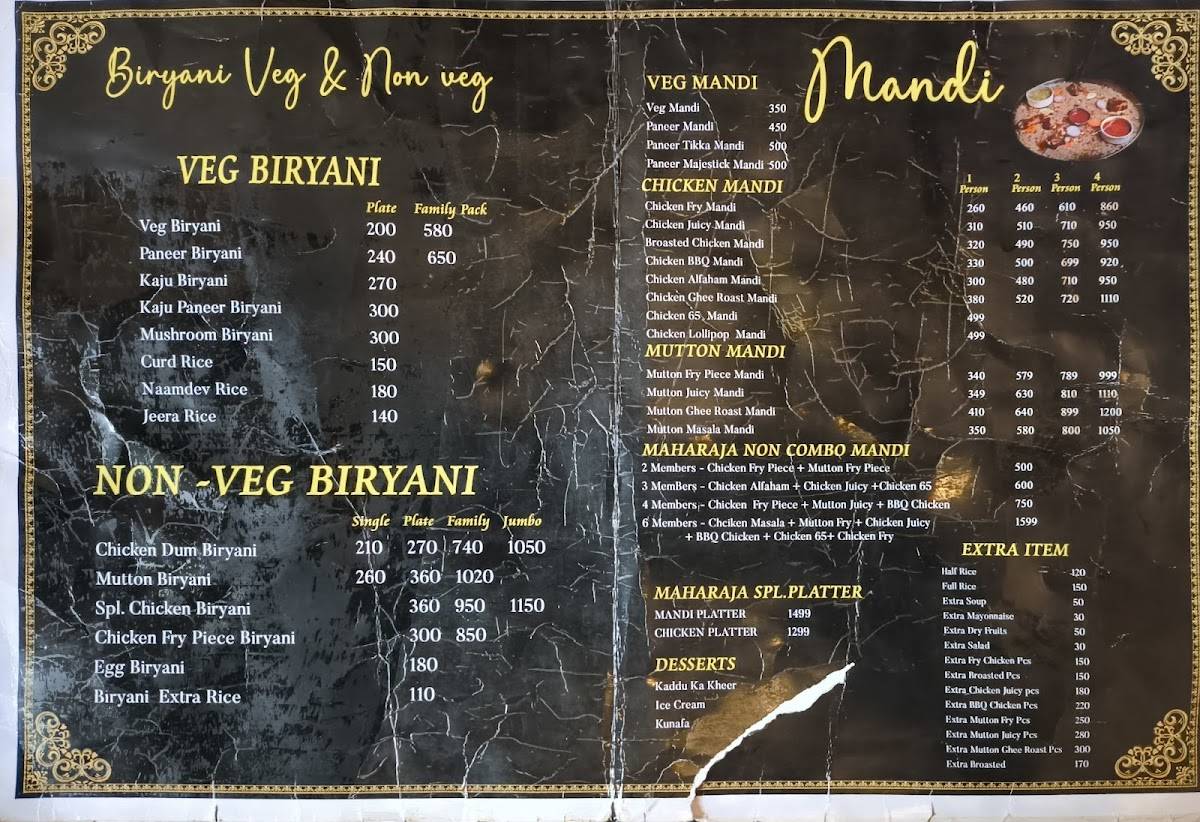 Biryani Veg & Non veg
VEG BIRYANI
Plate Family Pack
Veg Biryani 200 580
Paneer Biryani 240 650
Kaju Biryani 270
Kaju Paneer Biryani 300
Mushroom Biryani 300
Curd Rice 150
Naamdev Rice 180
Jeera Rice 140
NON -VEG BIRYANI
Single Plate Family Jumbo
Chicken Dum Biryani 210 270 740 1050
Mutton Biryani 260 360 1020
Spl. Chicken Biryani 360 950 1150
Chicken Fry Piece Biryani 300 850
Egg Biryani 180
Biryani Extra Rice 110
Mandi
VEG MANDI
Veg Mandi 350
Paneer Mandi 450
Paneer Tikka Mandi 500
Paneer Majestick Mandi 500
CHICKEN MANDI
1 Person 2 Person 3 Person 4 Person
Chicken Fry Mandi 260 460 610 860
Chicken Juicy Mandi 310 510 710 950
Broasted Chicken Mandi 320 490 750 950
Chicken BBQ Mandi 330 500 699 920
Chicken Alfaham Mandi 300 480 710 950
Chicken Ghee Roast Mandi 380 520 720 1110
Chicken 65 Mandi 499
Chicken Lollipop Mandi 499
MUTTON MANDI
Mutton Fry Piece Mandi 340 579 789 999
Mutton Juicy Mandi 349 630 810 1110
Mutton Ghee Roast Mandi 410 640 899 1200
Mutton Masala Mandi 350 580 800 1050
MAHARAJA NON COMBO MANDI
2 Members - Chicken Fry Piece + Mutton Fry Piece 500
3 MemBers - Chicken Alfaham + Chicken Juicy +Chicken 65 600
4 Members - Chicken Fry Piece + Mutton Juicy + BBQ Chicken 750
6 Members - Chciken Masala + Mutton Fry + Chicken Juicy 1599
+ BBQ Chicken + Chicken 65+ Chicken Fry
MAHARAJA SPL.PLATTER
MANDI PLATTER 1499
CHICKEN PLATTER 1299
DESSERTS
Kaddu Ka Kheer
Ice Cream
Kunafa
EXTRA ITEM
Half Rice 120
Full Rice 150
Extra Soup 50
Extra Mayonnaise 30
Extra Dry Fruits 50
Extra Salad 30
Extra Fry Chicken Pcs 150
Extra Broasted Pcs 150
Extra Chicken Juicy pcs 180
Extra BBQ Chicken Pcs 220
Extra Mutton Fry Pcs 250
Extra Mutton Juicy Pcs 280
Extra Mutton Ghee Roast Pcs 300
Extra Broasted 170